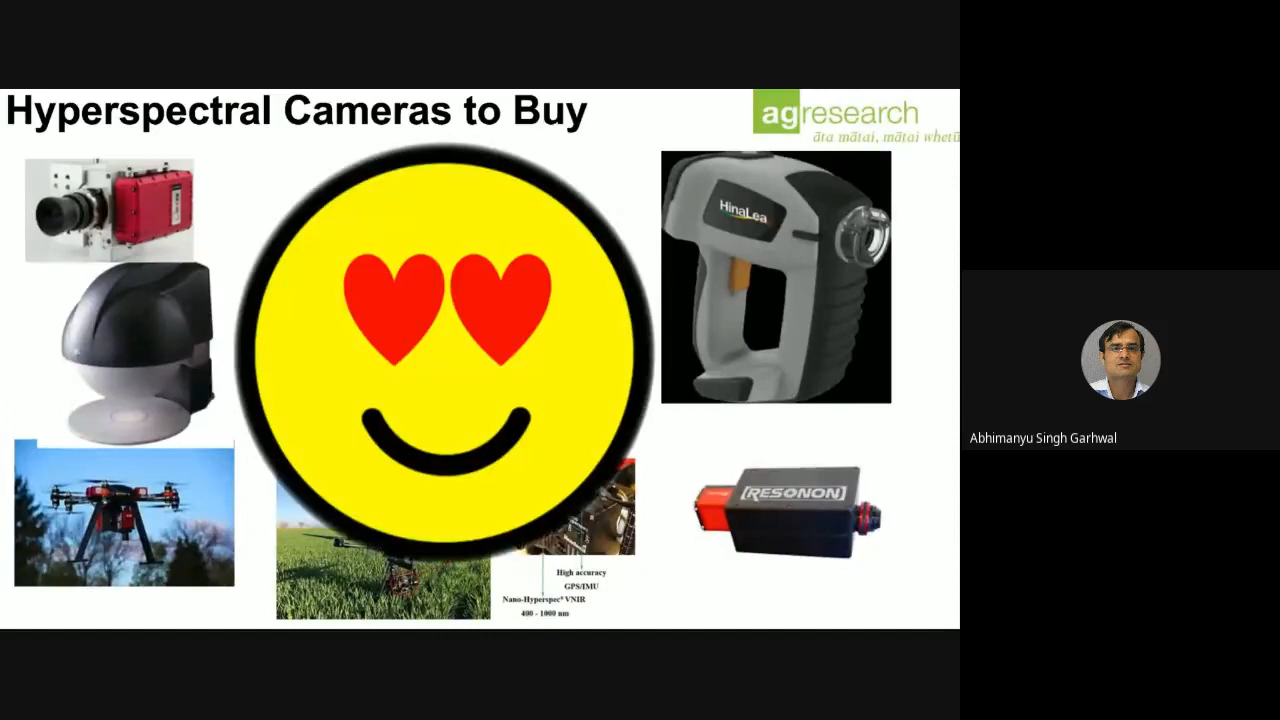 Hyperspectral Cameras to Buy
agresearch
āta mātai, mātai whetū
HinaLea
RESONON
High accuracy
GPS/IMU
Nano-Hyperspec® VNIR
400 - 1000 nm
Abhimanyu Singh Garhwal